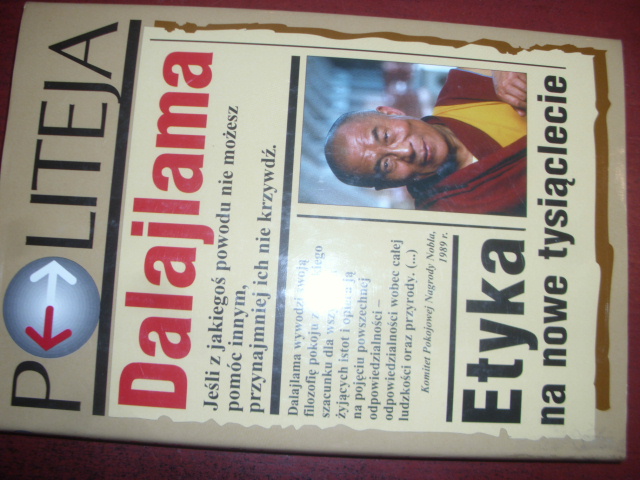 POLITEJA
Dalajlama
Jeśli z jakiegoś powodu nie możesz
pomóc innym,
przynajmniej ich nie krzywdź.
Dalajlama wywodzi swoją
filozofię pokoju z
szacunku dla wszy
żyjących istot i opiera ją
na pojęciu powszechnej
odpowiedzialności –
odpowiedzialności wobec całej
ludzkości oraz przyrody. (...)
Komitet Pokojowej Nagrody Nobla,
1989 r.
Etyka
na nowe tysiąclecie